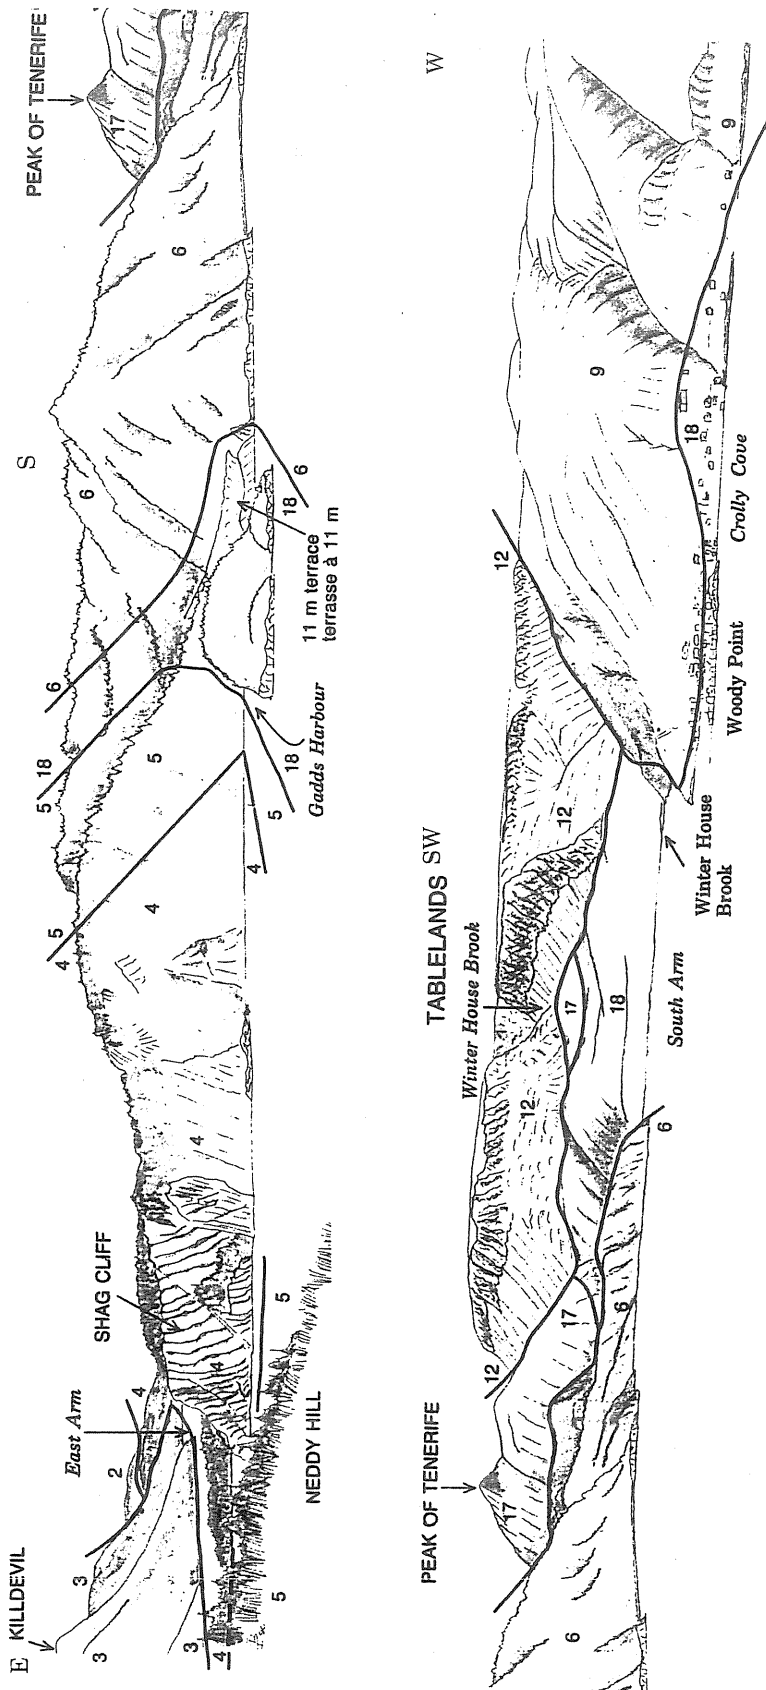 E
KILLDEVIL
3
3
3
4
2
4
East Arm
SHAG CLIFF
4
5
5
NEDDY HILL
4
4
4
5
4
5
5
5
18
6
18
Gadds Harbour
11 m terrace
terrasse à 11 m
18
6
S
6
6
17
PEAK OF TENERIFE
PEAK OF TENERIFE
17
6
12
17
6
6
12
Winter House Brook
TABLELANDS
SW
17
18
South Arm
12
Winter House
Brook
12
Woody Point
Crolly Cove
18
9
9
W